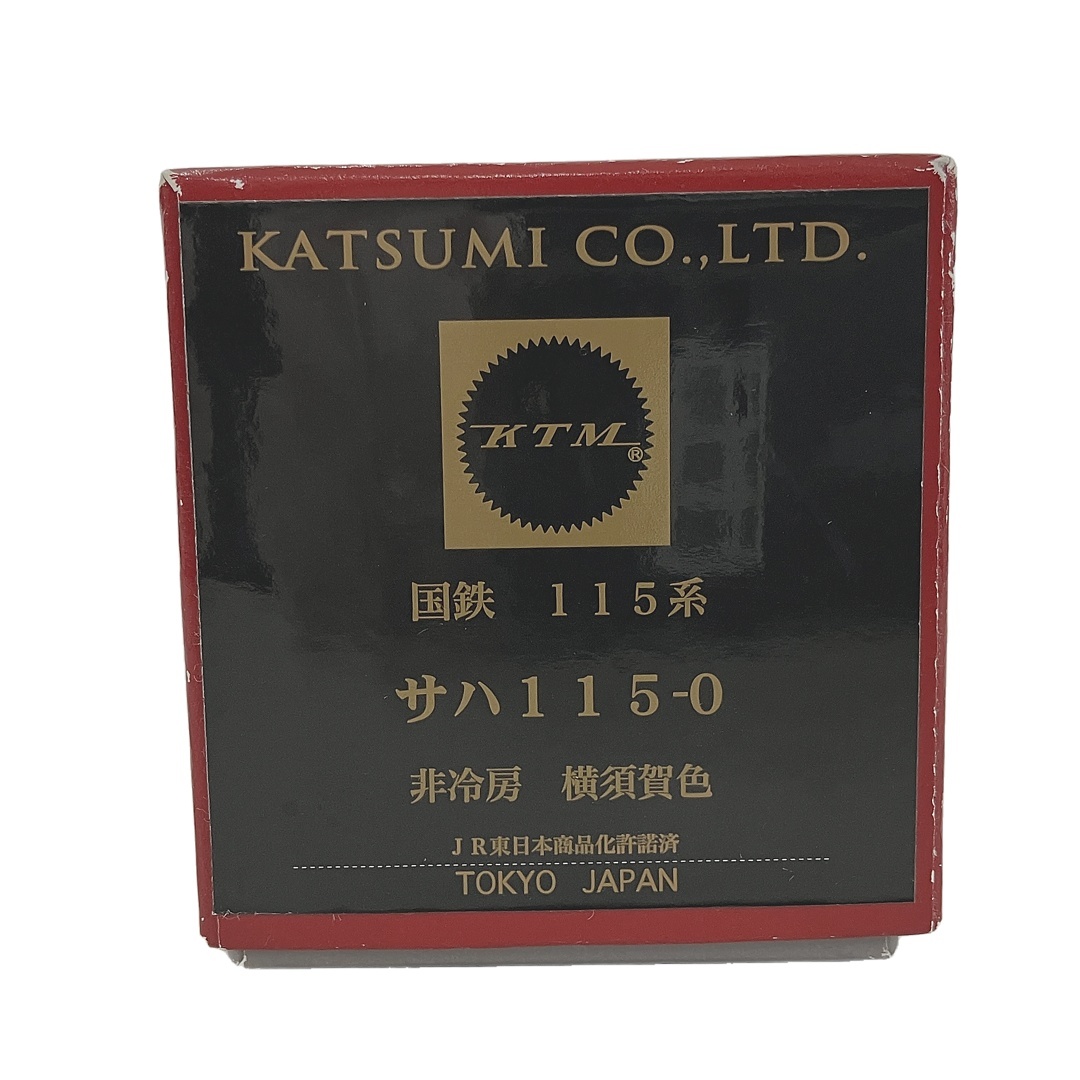 KATSUMI CO.,LTD.
KTM®
国鉄　１１５系
サハ１１５-０
非冷房　横須賀色
ＪＲ東日本商品化許諾済
TOKYO JAPAN